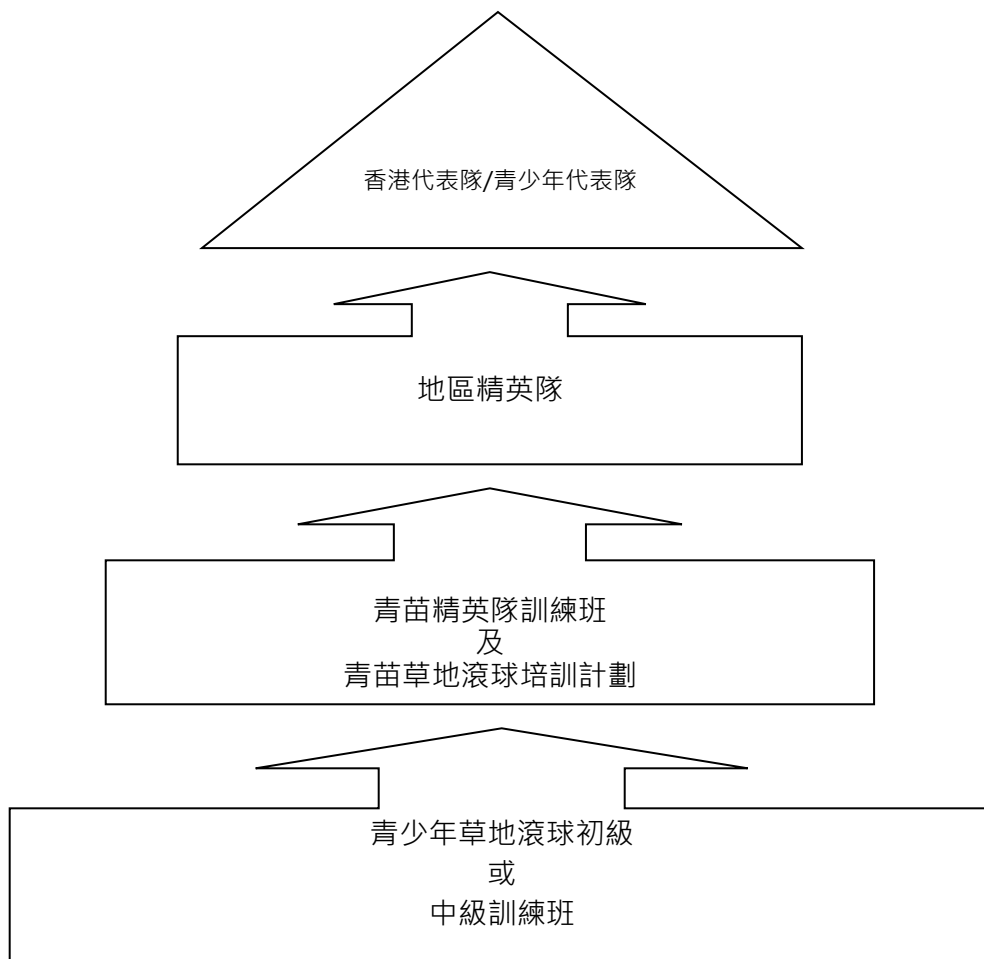 香港代表隊/青少年代表隊
地區精英隊
青苗精英隊訓練班
及
青苗草地滾球培訓計劃
青少年草地滾球初級
或
中級訓練班